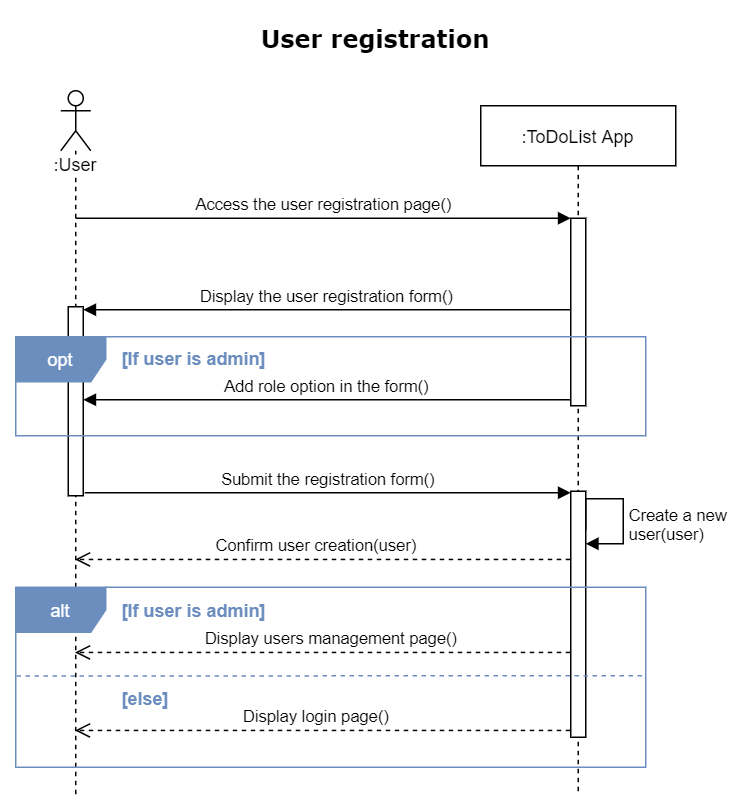 User registration
:User
:ToDoList App
Access the user registration page()
Display the user registration form()
opt
[If user is admin]
Add role option in the form()
Submit the registration form()
Create a new
user(user)
Confirm user creation(user)
alt
[If user is admin]
Display users management page()
[else]
Display login page()